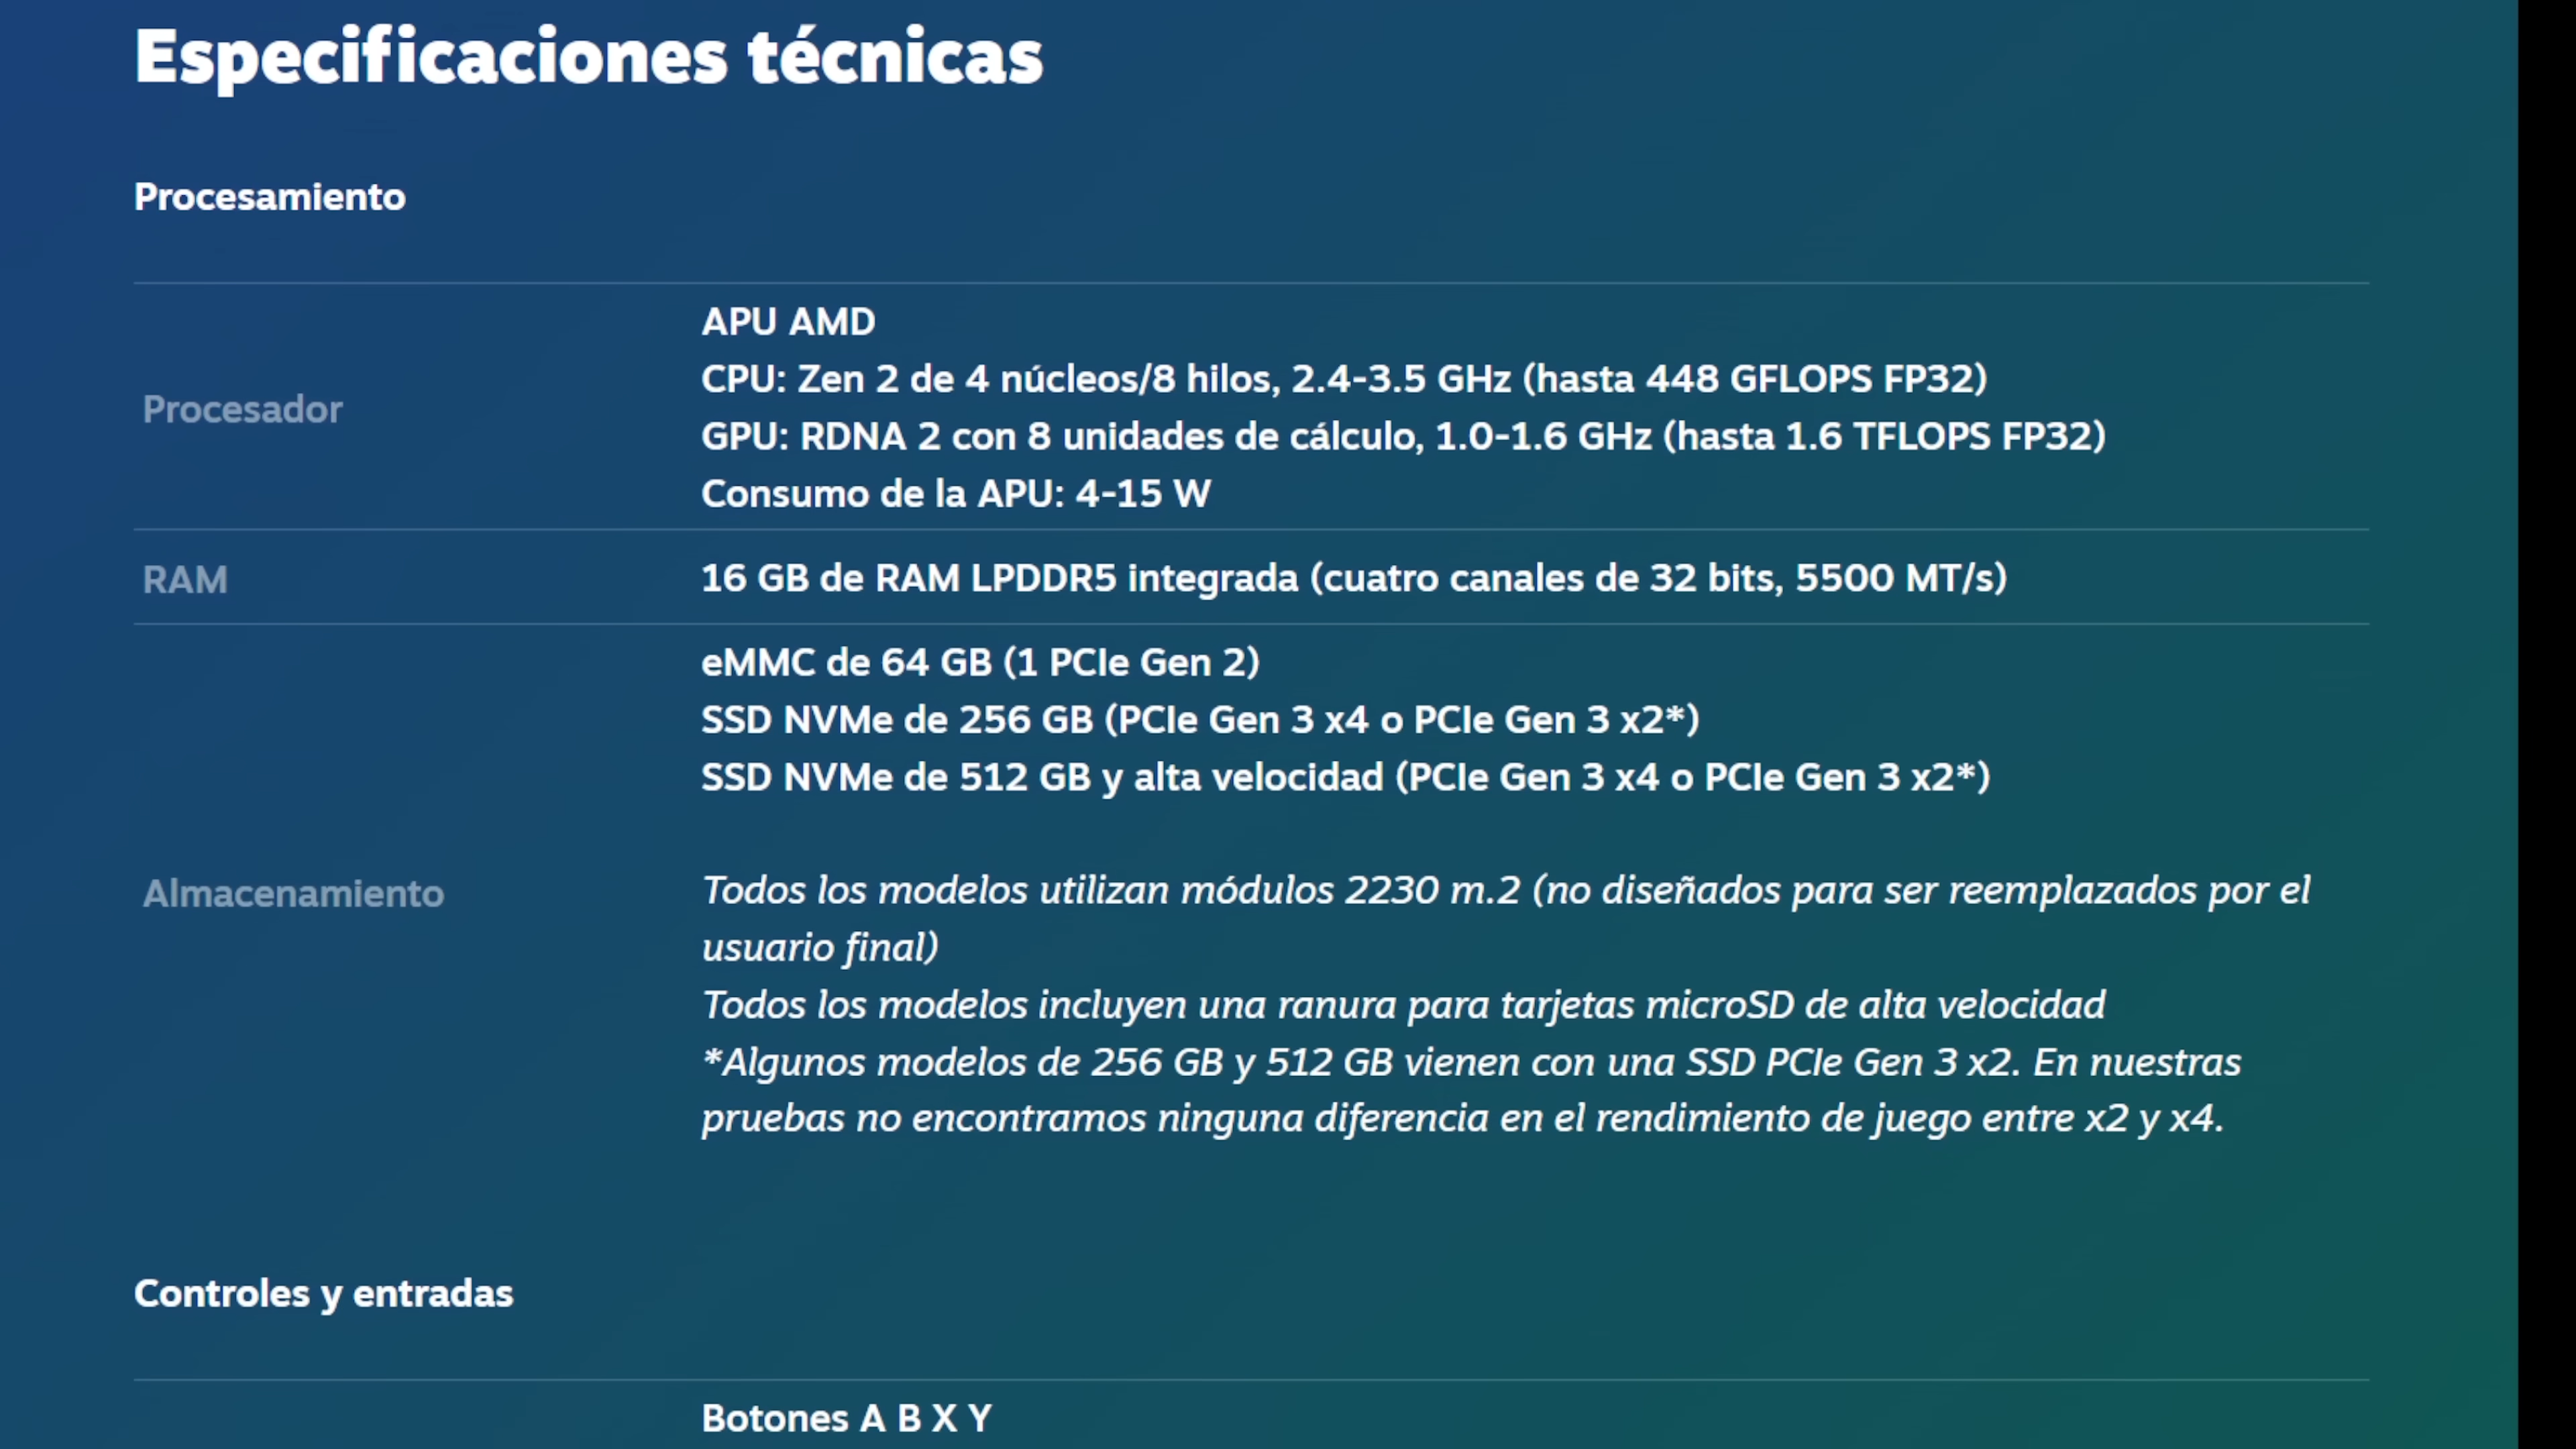 Especificaciones técnicas
Procesamiento
Procesador
APU AMD
CPU: Zen 2 de 4 núcleos/8 hilos, 2.4-3.5 GHz (hasta 448 GFLOPS FP32)
GPU: RDNA 2 con 8 unidades de cálculo, 1.0-1.6 GHz (hasta 1.6 TFLOPS FP32)
Consumo de la APU: 4-15 W
RAM
16 GB de RAM LPDDR5 integrada (cuatro canales de 32 bits, 5500 MT/s)
Almacenamiento
eMMC de 64 GB (1 PCIe Gen 2)
SSD NVMe de 256 GB (PCIe Gen 3 x4 o PCIe Gen 3 x2*)
SSD NVMe de 512 GB y alta velocidad (PCIe Gen 3 x4 o PCIe Gen 3 x2*)
Todos los modelos utilizan módulos 2230 m.2 (no diseñados para ser reemplazados por el
usuario final)
Todos los modelos incluyen una ranura para tarjetas microSD de alta velocidad
*Algunos modelos de 256 GB y 512 GB vienen con una SSD PCIe Gen 3 x2. En nuestras
pruebas no encontramos ninguna diferencia en el rendimiento de juego entre x2 y x4.
Controles y entradas
Botones A B X Y